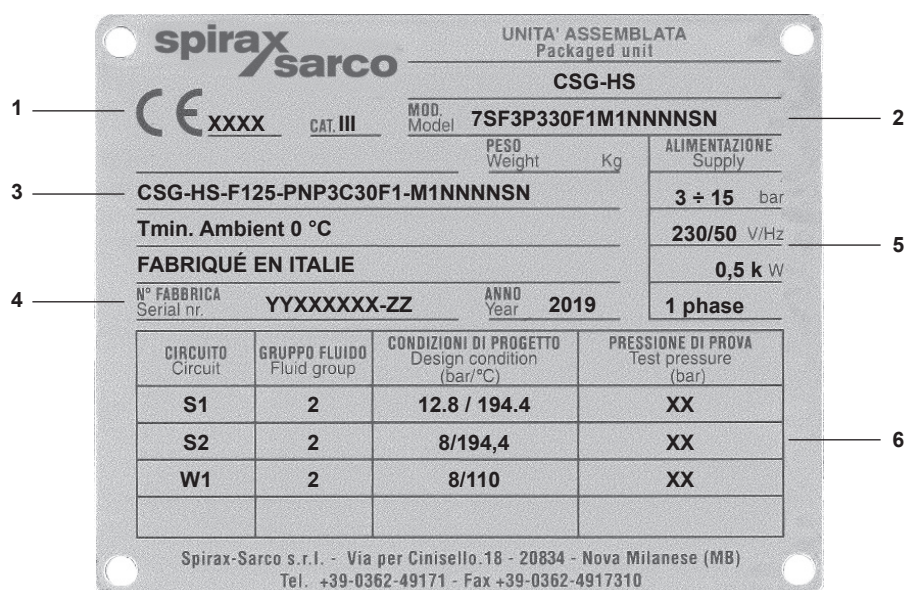 spirax
sarco
UNITA' ASSEMBLATA
Packaged unit
CSG-HS
1
CE XXXX CAT. III
MOD.
Model 7SF3P330F1M1NNNNSN
2
PESO
Weight Kg
ALIMENTAZIONE
Supply
3
CSG-HS-F125-PNP3C30F1-M1NNNNSN
3 ÷ 15 bar
Tmin. Ambient 0 °C
230/50 V/Hz
5
FABRIQUÉ EN ITALIE
0,5 k W
4
N° FABBRICA
Serial nr. YYXXXXXX-ZZ
ANNO
Year 2019
1 phase
CIRCUITO
Circuit
GRUPPO FLUIDO
Fluid group
CONDIZIONI DI PROGETTO
Design condition
(bar/°C)
PRESSIONE DI PROVA
Test pressure
(bar)
S1 2 12.8 / 194.4 XX
S2 2 8/194,4 XX
6
W1 2 8/110 XX
Spirax-Sarco s.r.l. - Via per Cinisello.18 - 20834 - Nova Milanese (MB)
Tel. +39-0362-49171 - Fax +39-0362-4917310